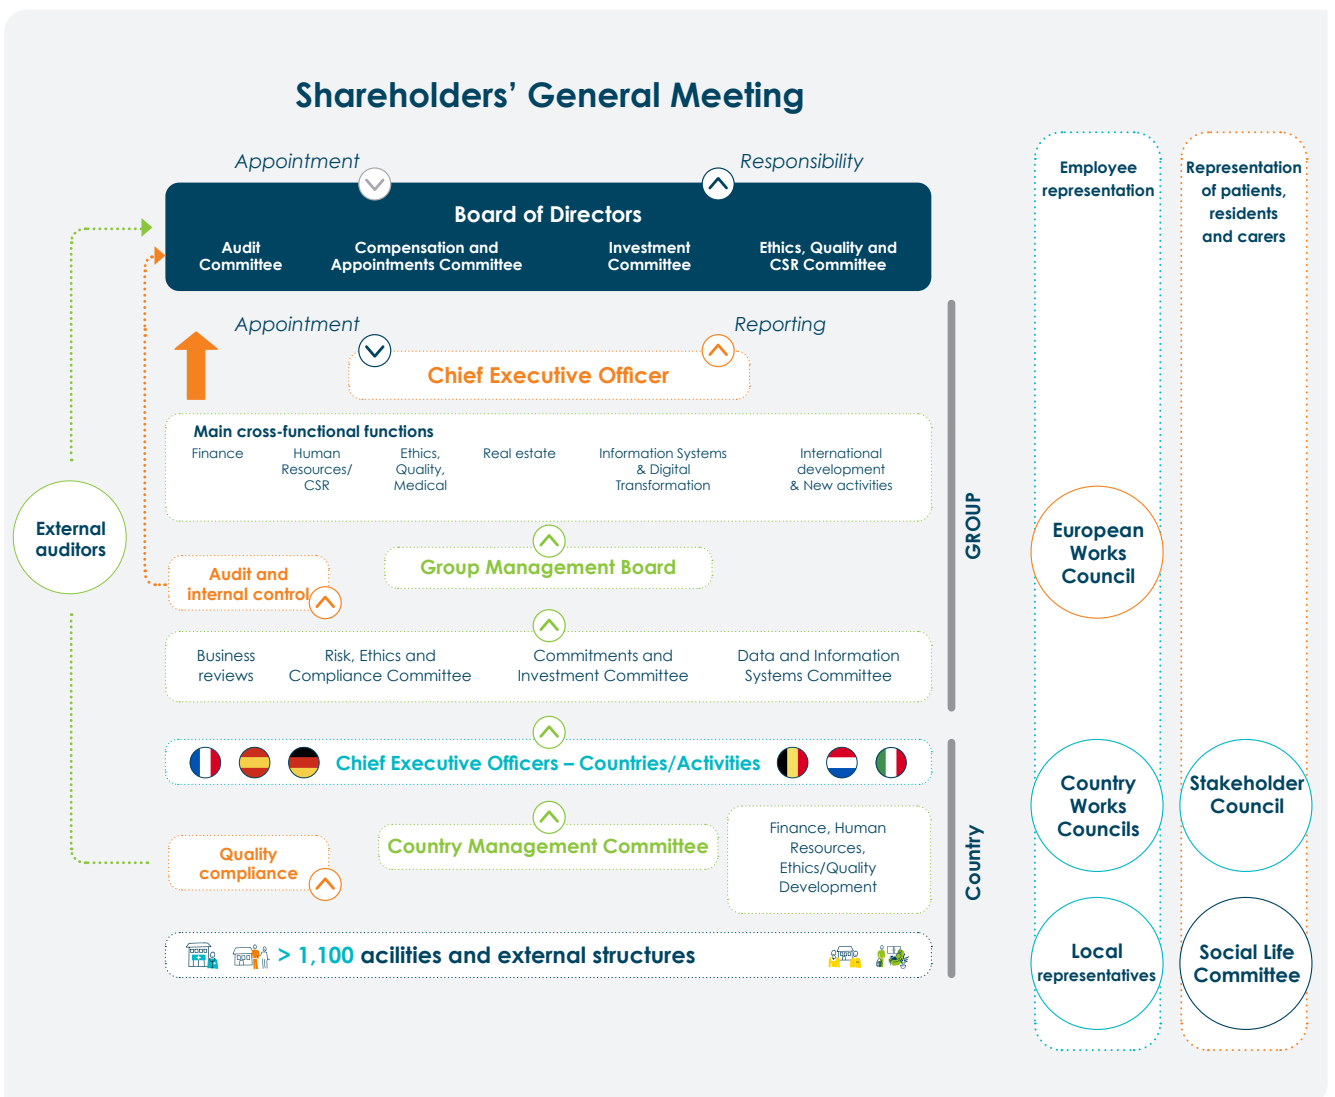 Shareholders’ General Meeting
Appointment
Responsibility
Board of Directors
Audit
Committee
Compensation and
Appointments Committee
Investment
Committee
Ethics, Quality and
CSR Committee
Appointment
Reporting
Chief Executive Officer
Main cross-functional functions
Finance
Human
Resources/
CSR
Ethics,
Quality,
Medical
Real estate
Information Systems
& Digital
Transformation
International
development
& New activities
External
auditors
Audit and
internal control
Group Management Board
Business
reviews
Risk, Ethics and
Compliance Committee
Commitments and
Investment Committee
Data and Information
Systems Committee
GROUP
Chief Executive Officers – Countries/Activities
Quality
compliance
Country Management Committee
Finance, Human
Resources,
Ethics/Quality
Development
Country
> 1,100 acilities and external structures
Employee
representation
European
Works
Council
Country
Works
Councils
Local
representatives
Representation
of patients,
residents
and carers
Stakeholder
Council
Social Life
Committee